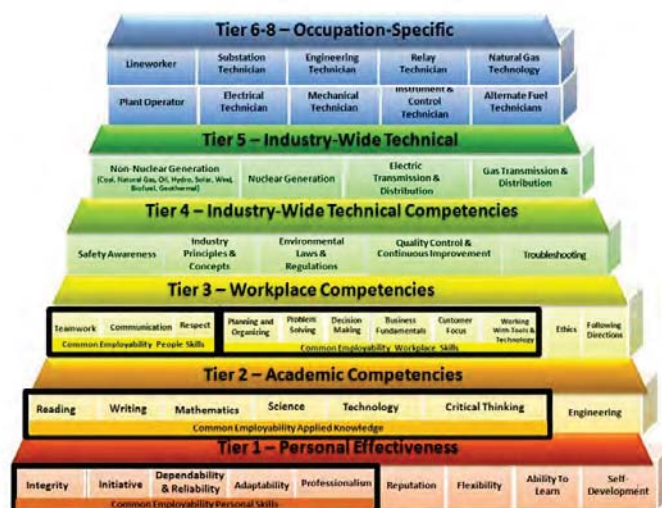 Tier 6-8 – Occupation-Specific
Lineworker
Substation
Technician
Engineering
Technician
Relay
Technician
Natural Gas
Technology
Plant Operator
Electrical
Technician
Mechanical
Technician
Instrument &
Control
Technician
Alternate Fuel
Technicians
Tier 5 – Industry-Wide Technical
Non-Nuclear Generation
(Coal, Natural Gas, Oil, Hydro, Solar, Wind,
Biofuel, Geothermal)
Nuclear Generation
Electric
Transmission &
Distribution
Gas Transmission &
Distribution
Tier 4 – Industry-Wide Technical Competencies
Safety Awareness
Industry
Principles &
Concepts
Environmental
Laws &
Regulations
Quality Control &
Continuous Improvement
Troubleshooting
Tier 3 – Workplace Competencies
Teamwork
Communication
Respect
Common Employability People Skills
Planning and
Organizing
Problem
Solving
Decision
Making
Business
Fundamentals
Customer
Focus
Working
With Tools &
Technology
Common Employability Workplace Skills
Ethics
Following
Directions
Tier 2 – Academic Competencies
Reading
Writing
Mathematics
Science
Technology
Critical Thinking
Common Employability Applied Knowledge
Engineering
Tier 1 – Personal Effectiveness
Integrity
Initiative
Dependability
& Reliability
Adaptability
Professionalism
Common Employability Personal Skills
Reputation
Flexibility
Ability To
Learn
Self-
Development